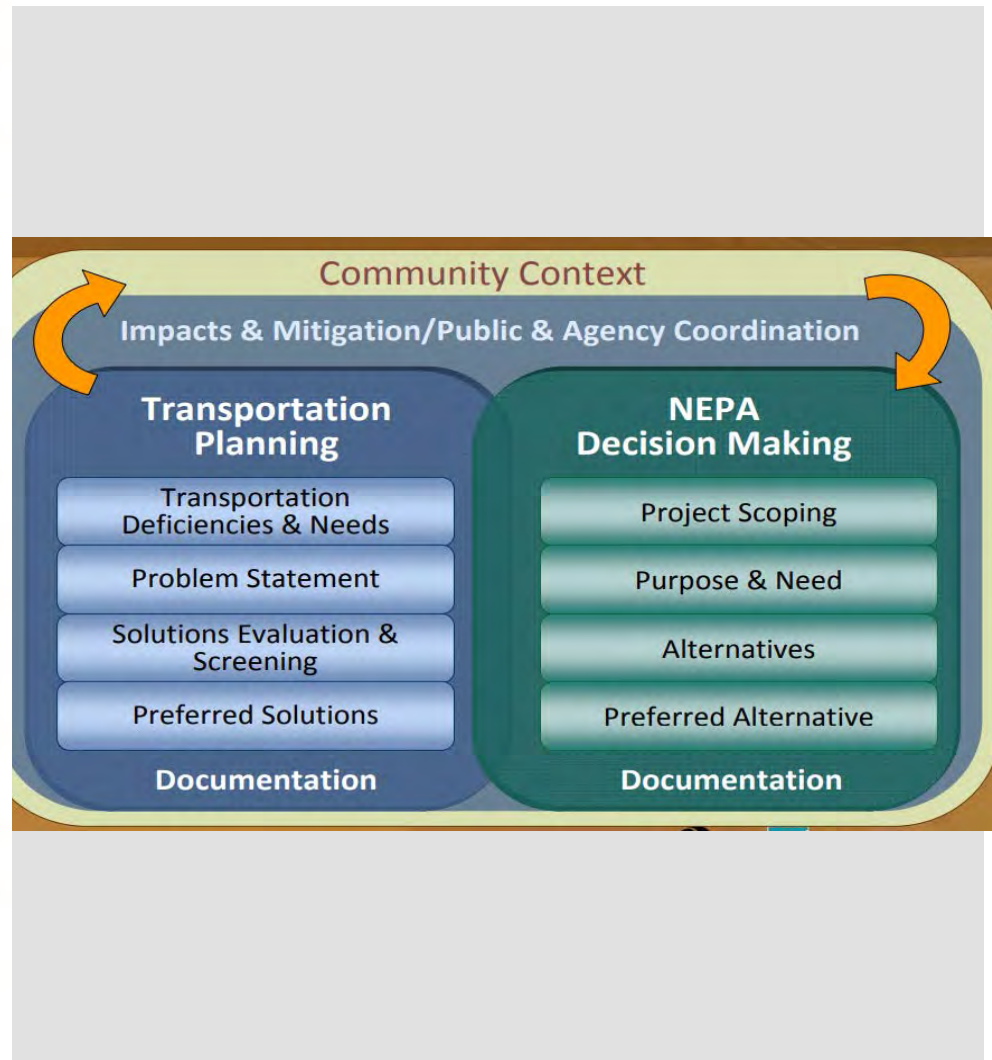 Community Context
Impacts & Mitigation/Public & Agency Coordination
Transportation
Planning
Transportation
Deficiencies & Needs
Problem Statement
Solutions Evaluation &
Screening
Preferred Solutions
Documentation
NEPA
Decision Making
Project Scoping
Purpose & Need
Alternatives
Preferred Alternative
Documentation